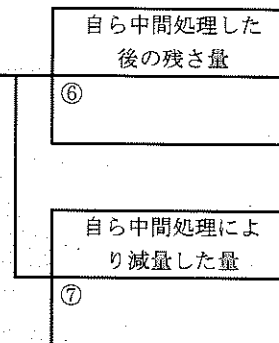 自ら中間処理した
後の残さ量
⑥
自ら中間処理によ
り減量した量
⑦